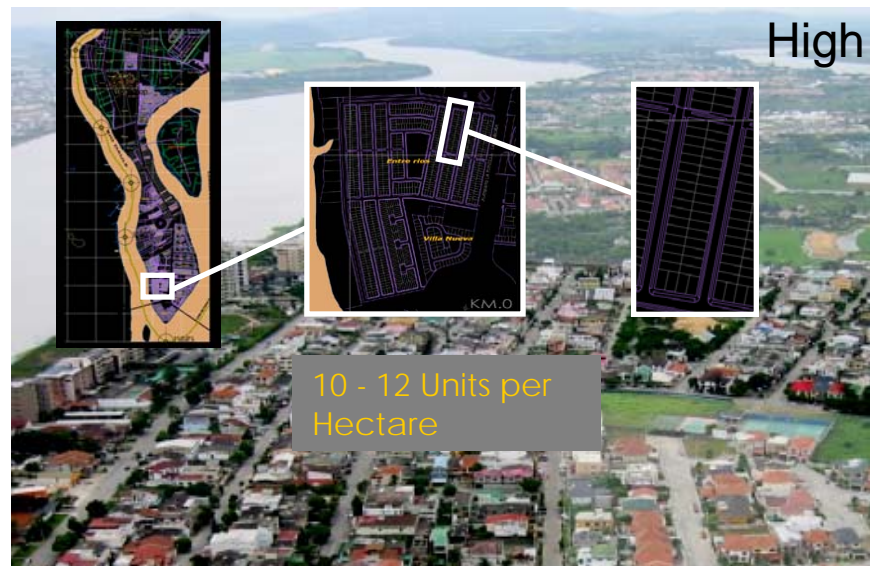 High
Entre rios
Villa Nueva
KM.0
10 - 12 Units per
Hectare